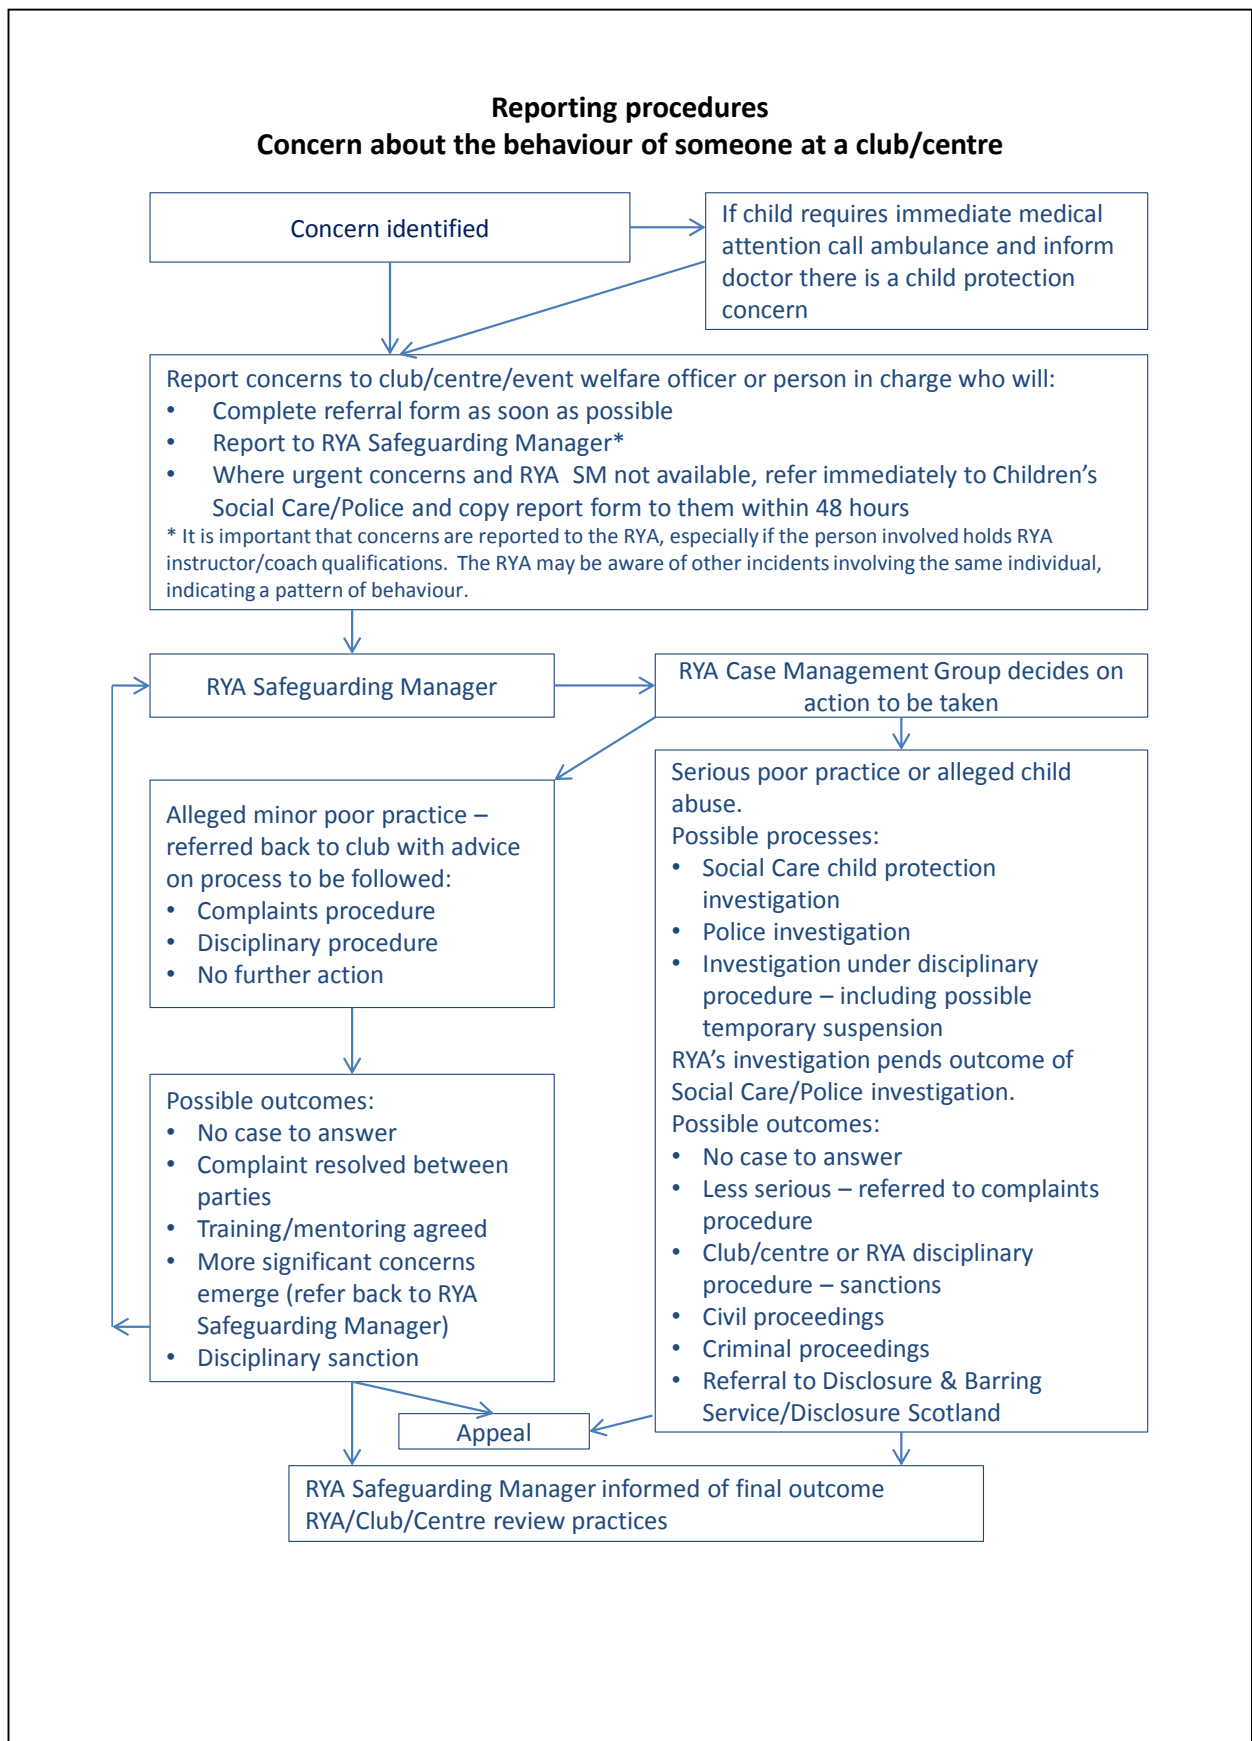 Reporting procedures
Concern about the behaviour of someone at a club/centre
Concern identified
If child requires immediate medical
attention call ambulance and inform
doctor there is a child protection
concern
Report concerns to club/centre/event welfare officer or person in charge who will:
• Complete referral form as soon as possible
• Report to RYA Safeguarding Manager*
• Where urgent concerns and RYA  SM not available, refer immediately to Children's
Social Care/Police and copy report form to them within 48 hours
* It is important that concerns are reported to the RYA, especially if the person involved holds RYA
instructor/coach qualifications.  The RYA may be aware of other incidents involving the same individual,
indicating a pattern of behaviour.
RYA Safeguarding Manager
RYA Case Management Group decides on
action to be taken
Alleged minor poor practice –
referred back to club with advice
on process to be followed:
• Complaints procedure
• Disciplinary procedure
• No further action
Serious poor practice or alleged child
abuse.
Possible processes:
• Social Care child protection
investigation
• Police investigation
• Investigation under disciplinary
procedure – including possible
temporary suspension
RYA's investigation pends outcome of
Social Care/Police investigation.
Possible outcomes:
• No case to answer
• Less serious – referred to complaints
procedure
• Club/centre or RYA disciplinary
procedure – sanctions
• Civil proceedings
• Criminal proceedings
• Referral to Disclosure & Barring
Service/Disclosure Scotland
Possible outcomes:
• No case to answer
• Complaint resolved between
parties
• Training/mentoring agreed
• More significant concerns
emerge (refer back to RYA
Safeguarding Manager)
• Disciplinary sanction
Appeal
RYA Safeguarding Manager informed of final outcome
RYA/Club/Centre review practices